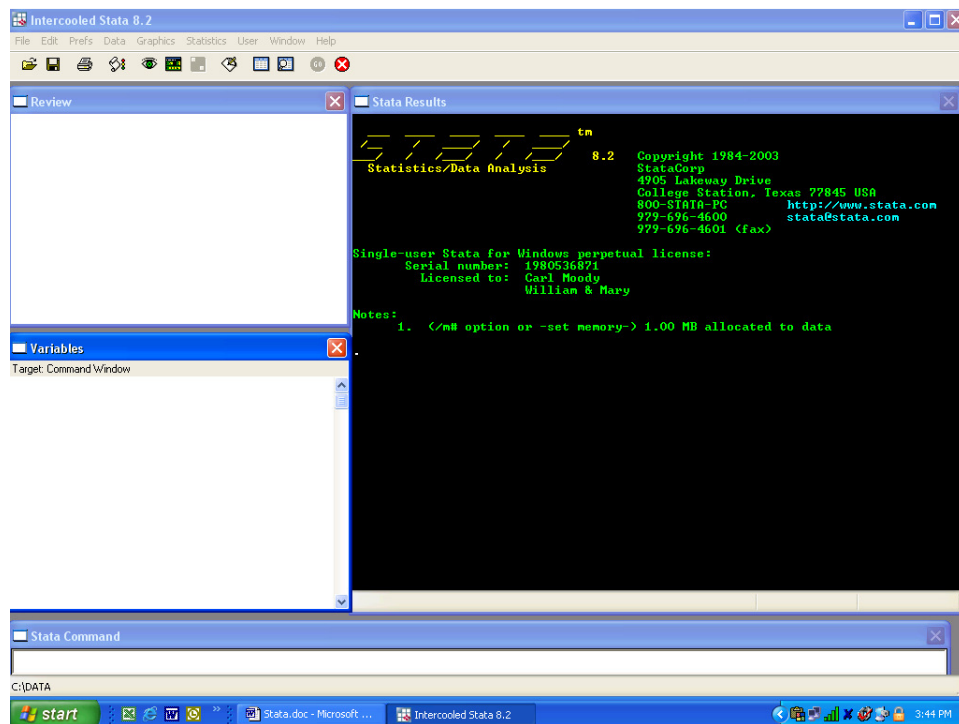 Intercooled Stata 8.2
File Edit Prefs Data Graphics Statistics User Window Help
Review
Stata Results
STATA tm
8.2 Copyright 1984-2003
Statistics/Data Analysis StataCorp
4905 Lakeway Drive
College Station, Texas 77845 USA
800-STATA-PC http://www.stata.com
979-696-4600 stata@stata.com
979-696-4601 (fax)
Single-user Stata for Windows perpetual license:
Serial number: 1980536871
Licensed to: Carl Moody
William & Mary
Notes:
1. (/m# option or -set memory-) 1.00 MB allocated to data
.
Variables
Target: Command Window
Stata Command
C:\DATA
start
Stata.doc - Microsoft ...
Intercooled Stata 8.2
3:44 PM